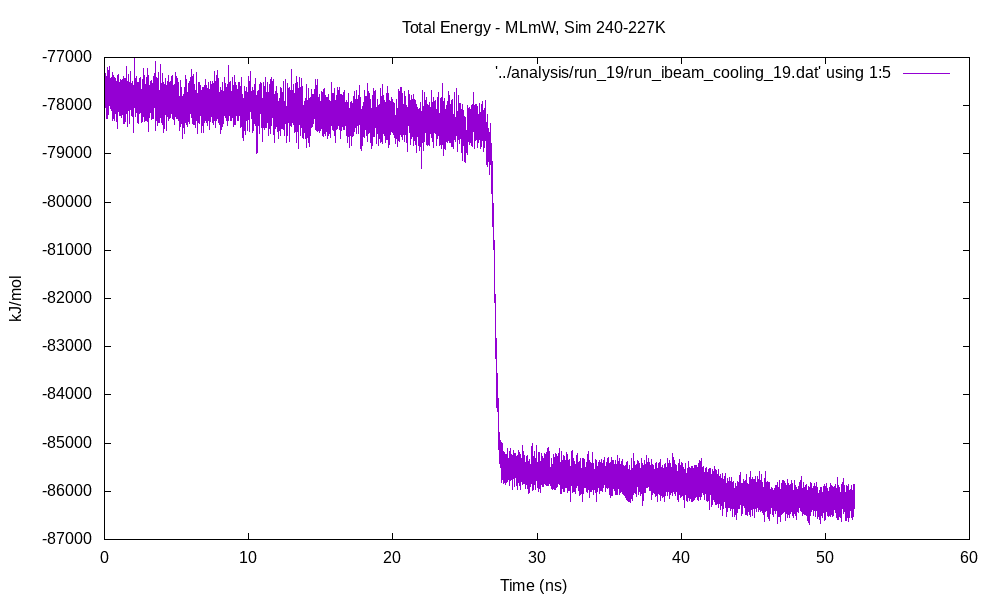 Total Energy - MLmW, Sim 240-227K
'../analysis/run_19/run_ibeam_cooling_19.dat' using 1:5
-77000
-78000
-79000
-80000
-81000
-82000
-83000
-84000
-85000
-86000
-87000
kJ/mol
0 10 20 30 40 50 60
Time (ns)